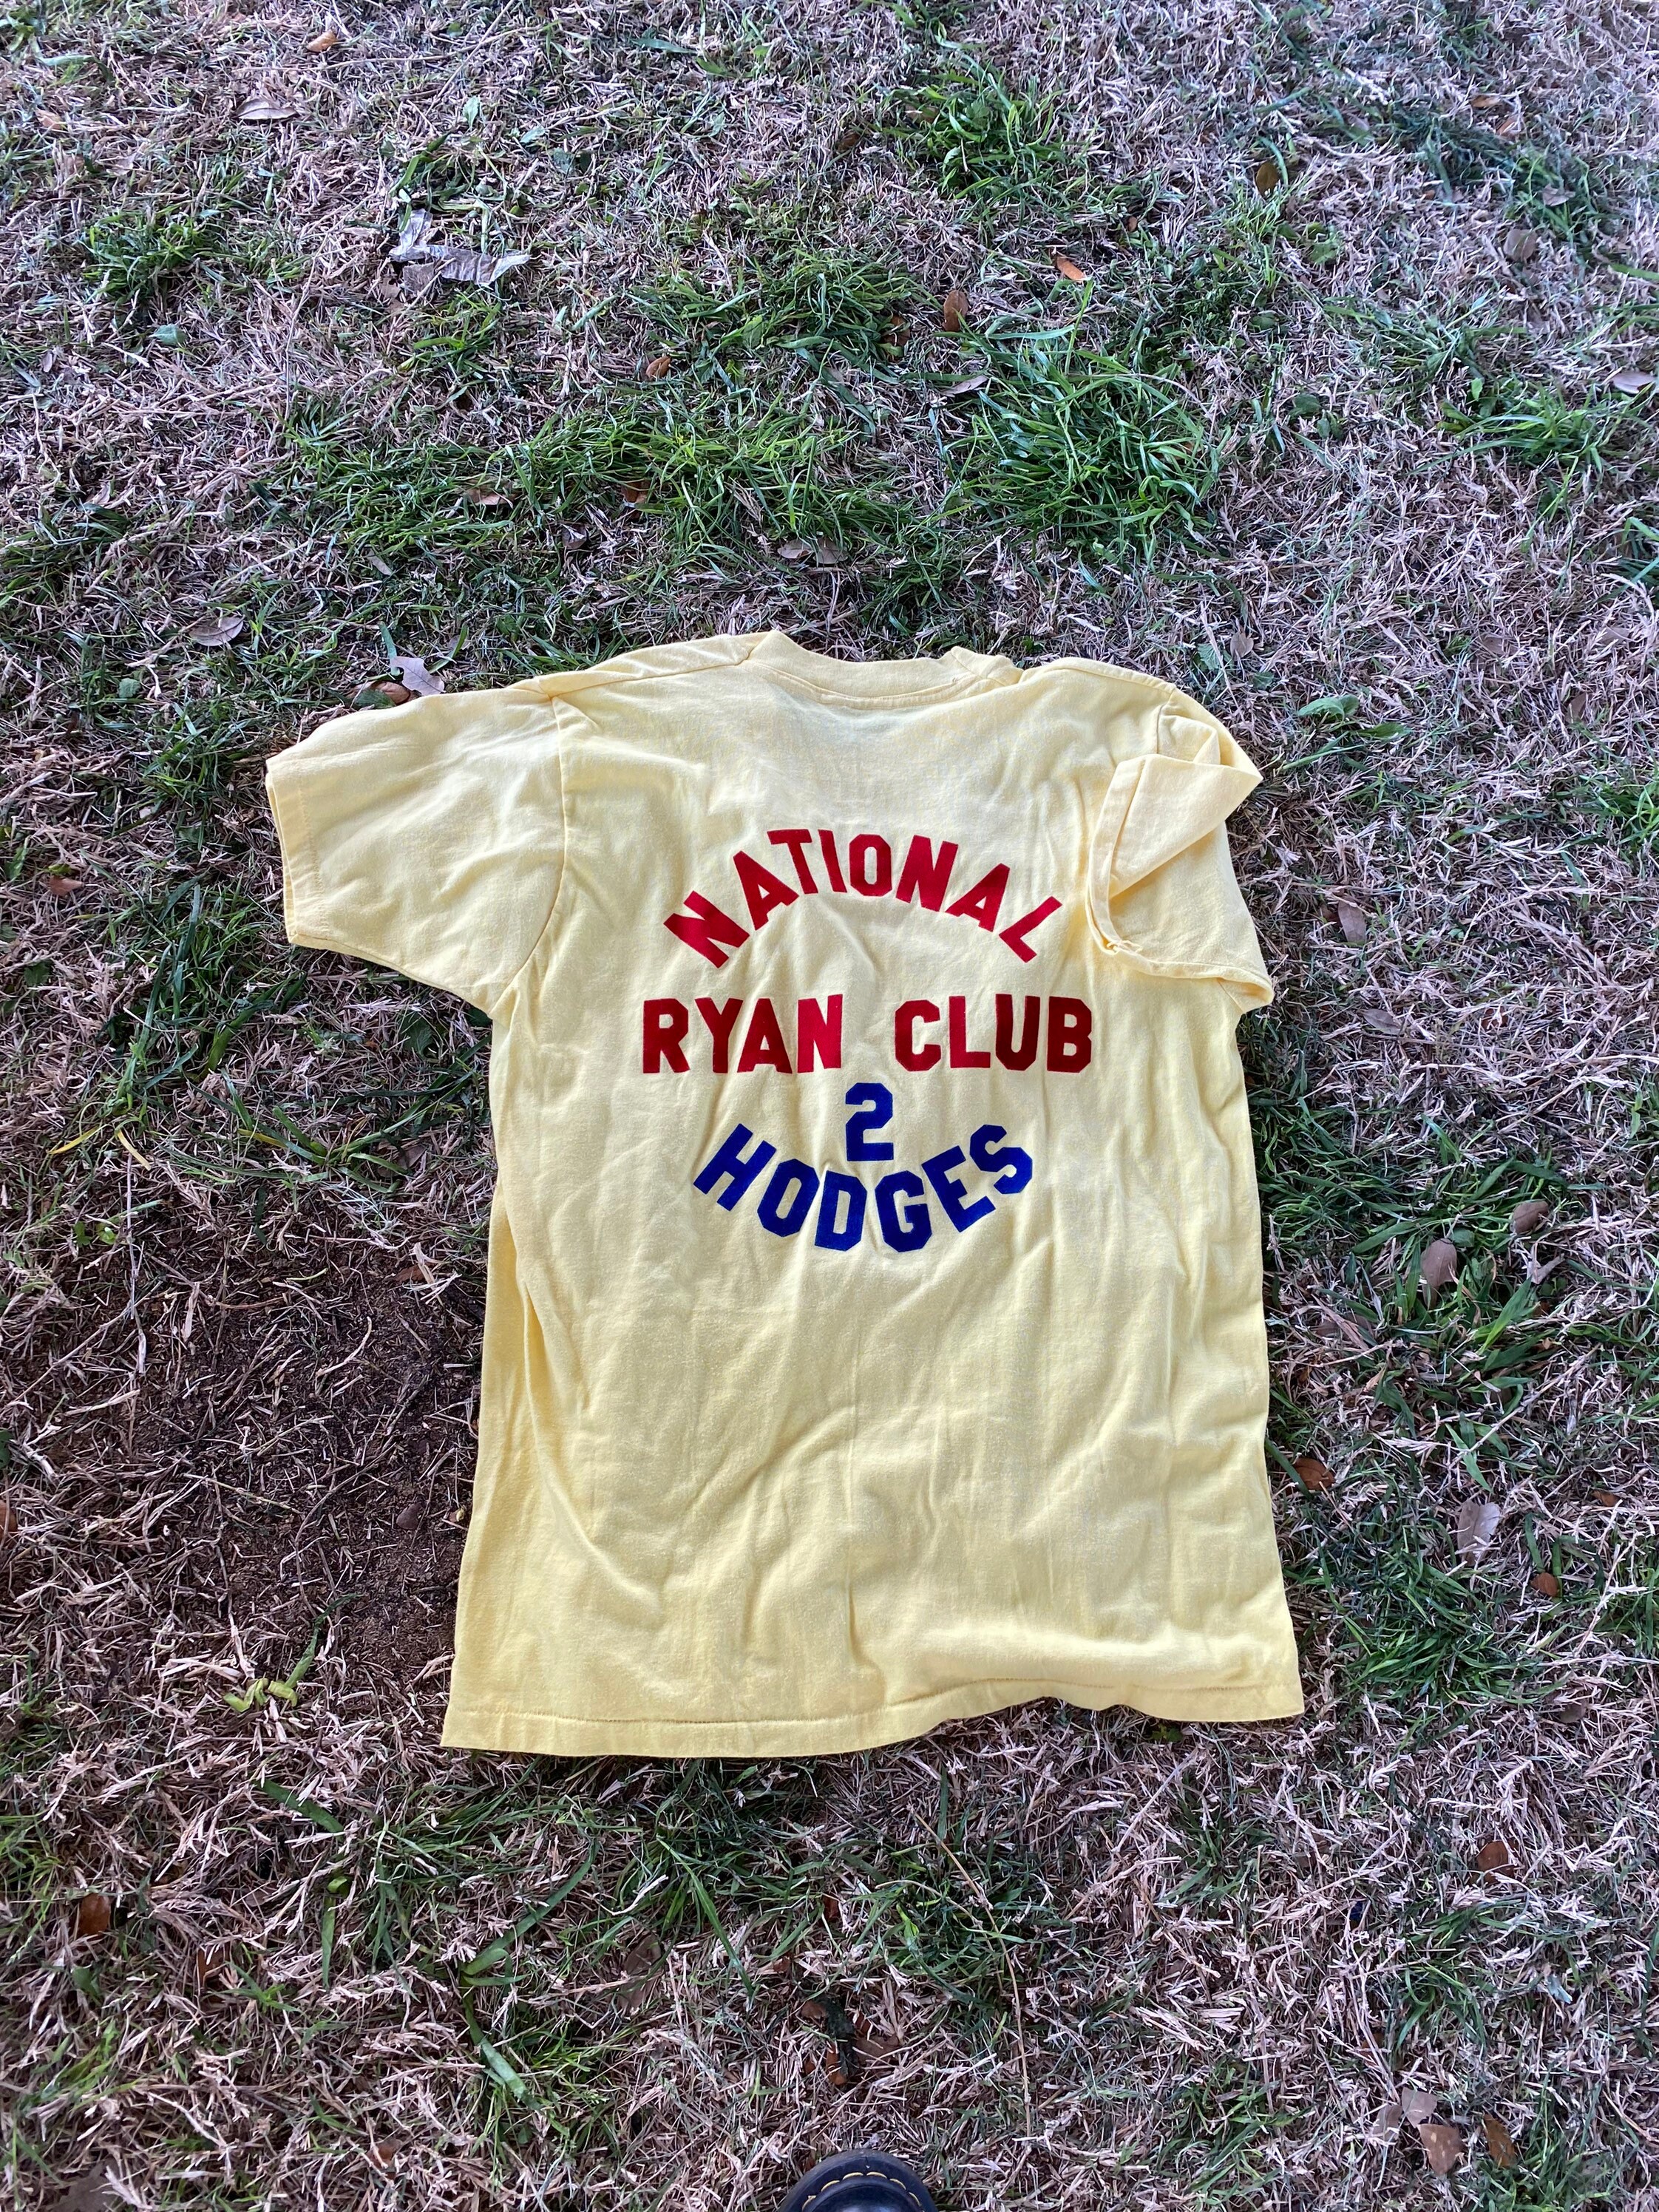 NATIONAL
RYAN CLUB
2
HODGES